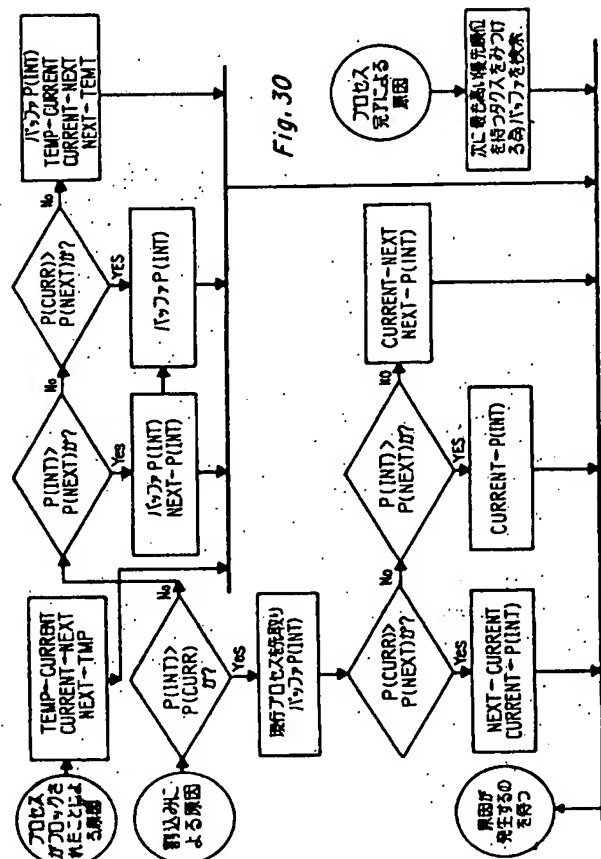 プロセス
がブロックさ
れたことによ
る原因
TEMP←CURRENT
CURRENT←NEXT
NEXT←TMP
割込みに
よる原因
P(INT)>
P(CURR)
か?
No
Yes
P(INT)>
P(NEXT)か?
No
Yes
バッファP(INT)
NEXT←P(INT)
P(CURR)>
P(NEXT)か?
No
YES
バッファP(INT)
バッファP(INT)
TEMP←CURRENT
CURRENT←NEXT
NEXT←TEMT
現行プロセスを先取り
バッファP(INT)
P(CURR)>
P(NEXT)か?
No
Yes
NEXT←CURRENT
CURRENT←P(INT)
P(INT)>
P(NEXT)か?
NO
YES
CURRENT←P(INT)
CURRENT←NEXT
NEXT←P(INT)
Fig. 30
プロセス
完了による
原因
次に最も高い優先順位
を持つタクスをみつけ
る為バッファを検索
原因が
発生するの
を待つ